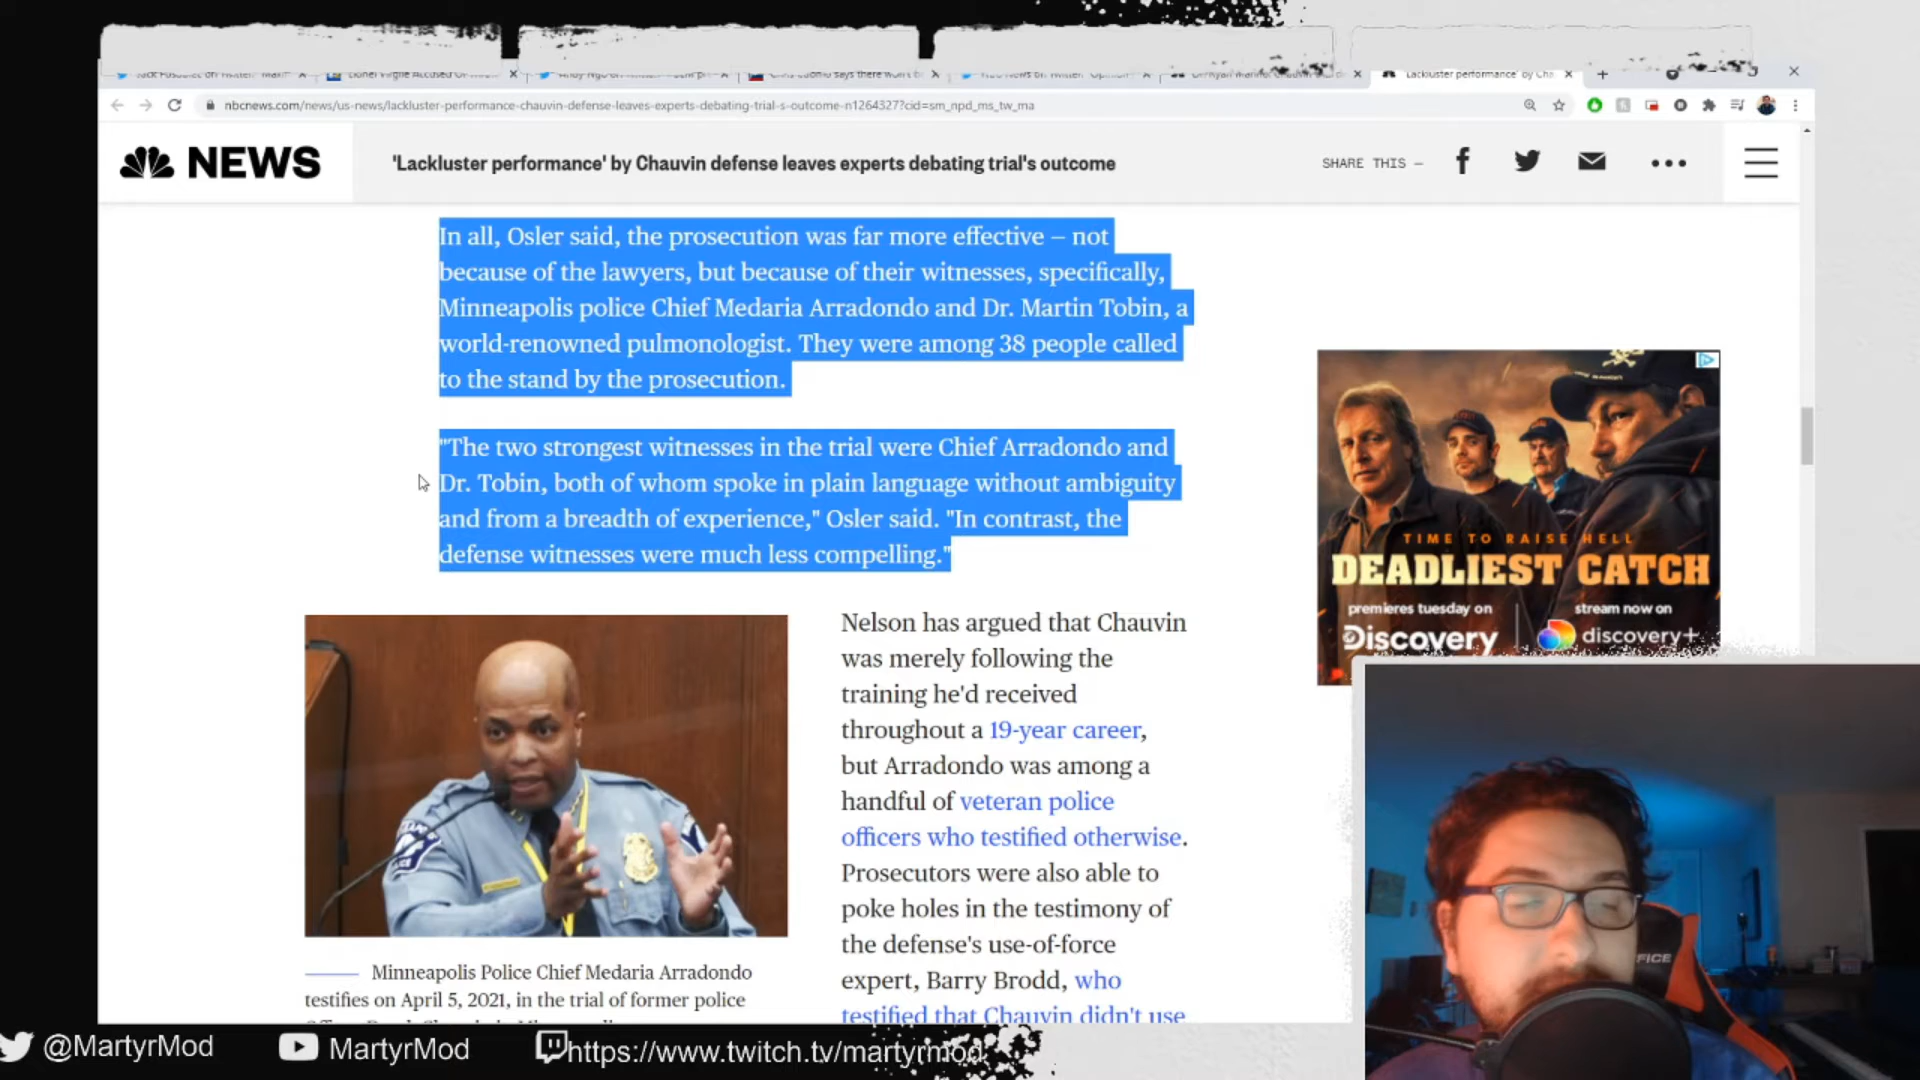 nbcnews.com/news/us-news/lackluster-performance-chauvin-defense-leaves-experts-debating-trial-s-outcome-n1264327?cid=sm_npd_ms_tw_ma
NEWS
'Lackluster performance' by Chauvin defense leaves experts debating trial's outcome
SHARE THIS —
In all, Osler said, the prosecution was far more effective — not
because of the lawyers, but because of their witnesses, specifically,
Minneapolis police Chief Medaria Arradondo and Dr. Martin Tobin, a
world-renowned pulmonologist. They were among 38 people called
to the stand by the prosecution.
"The two strongest witnesses in the trial were Chief Arradondo and
Dr. Tobin, both of whom spoke in plain language without ambiguity
and from a breadth of experience," Osler said. "In contrast, the
defense witnesses were much less compelling."
TIME TO RAISE HELL
DEADLIEST CATCH
premieres tuesday on
Discovery
stream now on
discovery+
Nelson has argued that Chauvin
was merely following the
training he'd received
throughout a 19-year career,
but Arradondo was among a
handful of veteran police
officers who testified otherwise.
Prosecutors were also able to
poke holes in the testimony of
the defense's use-of-force
expert, Barry Brodd, who
testified that Chauvin didn't use
Minneapolis Police Chief Medaria Arradondo
testifies on April 5, 2021, in the trial of former police
@MartyrMod
MartyrMod
https://www.twitch.tv/martyrmod